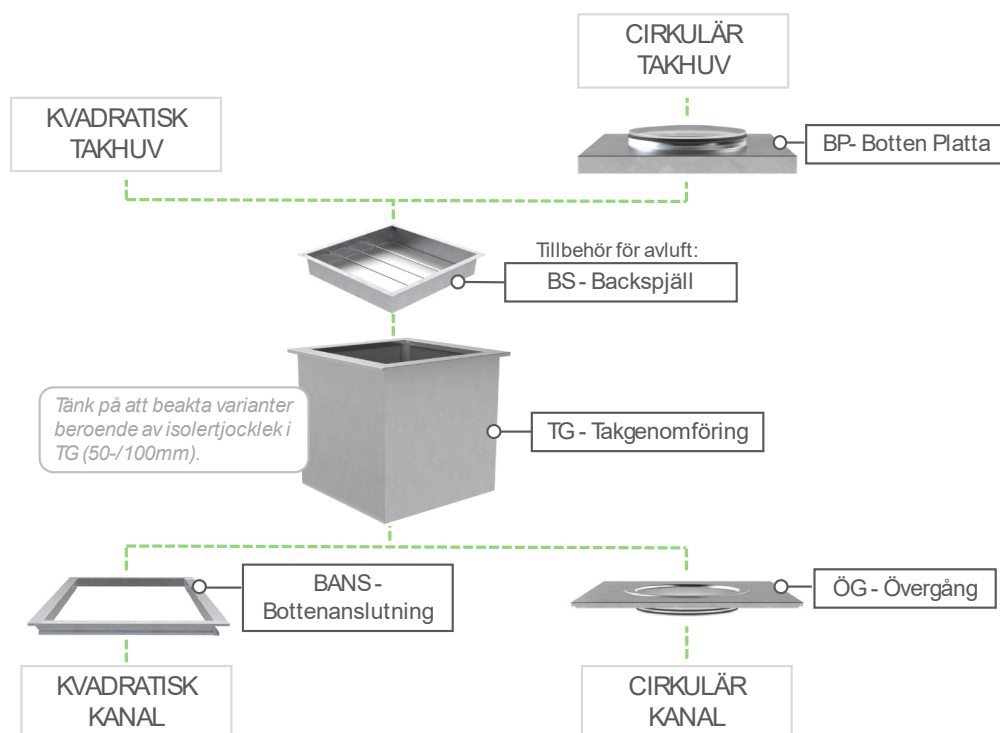 CIRKULÄR
TAKHUV
KVADRATISK
TAKHUV
BP- Botten Platta
Tillbehör för avluft:
BS - Backspjäll
Tänk på att beakta varianter
beroende av isolertjocklek i
TG (50-/100mm).
TG - Takgenomföring
BANS -
Bottenanslutning
ÖG - Övergång
KVADRATISK
KANAL
CIRKULÄR
KANAL